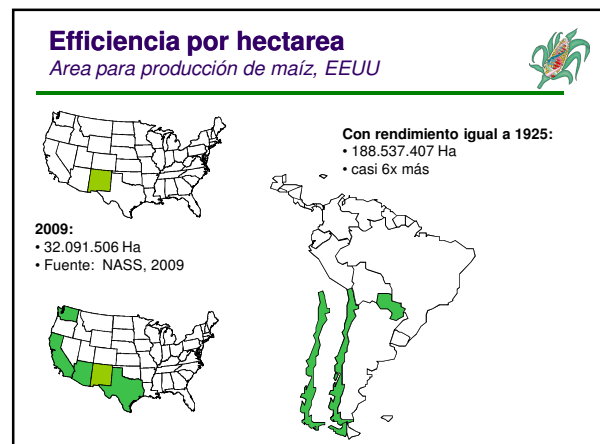 Efficiencia por hectarea
Area para producción de maíz, EEUU
2009:
• 32.091.506 Ha
• Fuente: NASS, 2009
Con rendimiento igual a 1925:
• 188.537.407 Ha
• casi 6x más